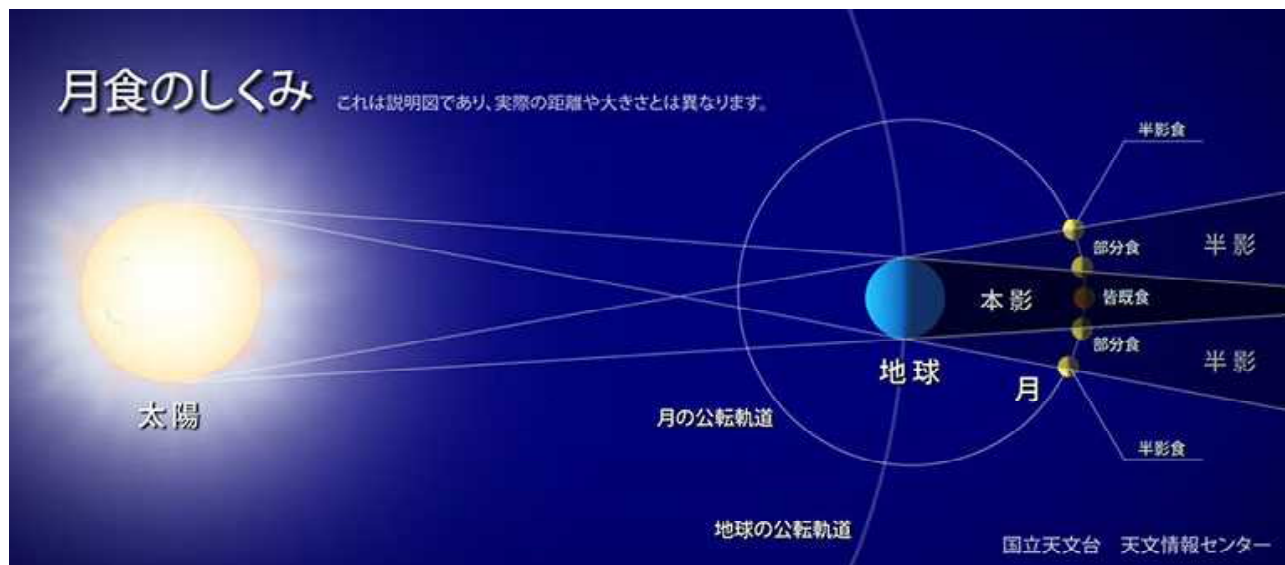 月食のしくみ
これは説明図であり、実際の距離や大きさとは異なります。
半影食
部分食
半影
本影
皆既食
部分食
半影
地球
月
太陽
月の公転軌道
半影食
地球の公転軌道
国立天文台 天文情報センター